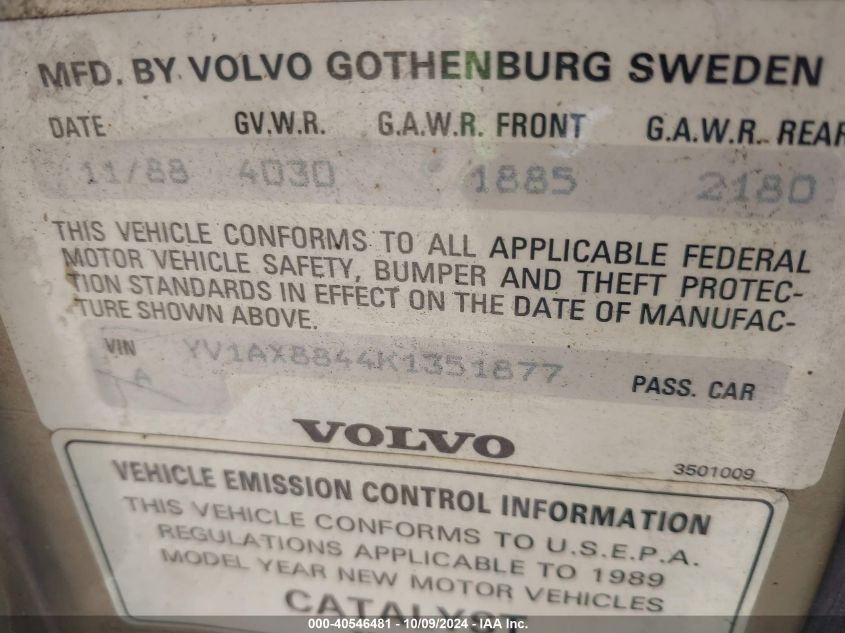 MFD. BY VOLVO GOTHENBURG SWEDEN
DATE G.V.W.R. G.A.W.R. FRONT G.A.W.R. REAR
11/88 4030 1885 2180
THIS VEHICLE CONFORMS TO ALL APPLICABLE FEDERAL
MOTOR VEHICLE SAFETY, BUMPER AND THEFT PROTEC-
TION STANDARDS IN EFFECT ON THE DATE OF MANUFAC-
TURE SHOWN ABOVE.
VIN YV1AX8844K1351877
A PASS. CAR
VOLVO
3501009
VEHICLE EMISSION CONTROL INFORMATION
THIS VEHICLE CONFORMS TO U.S.E.P.A.
REGULATIONS APPLICABLE TO 1989
MODEL YEAR NEW MOTOR VEHICLES
CATALYST
000-40546481 - 10/09/2024 - IAA Inc.